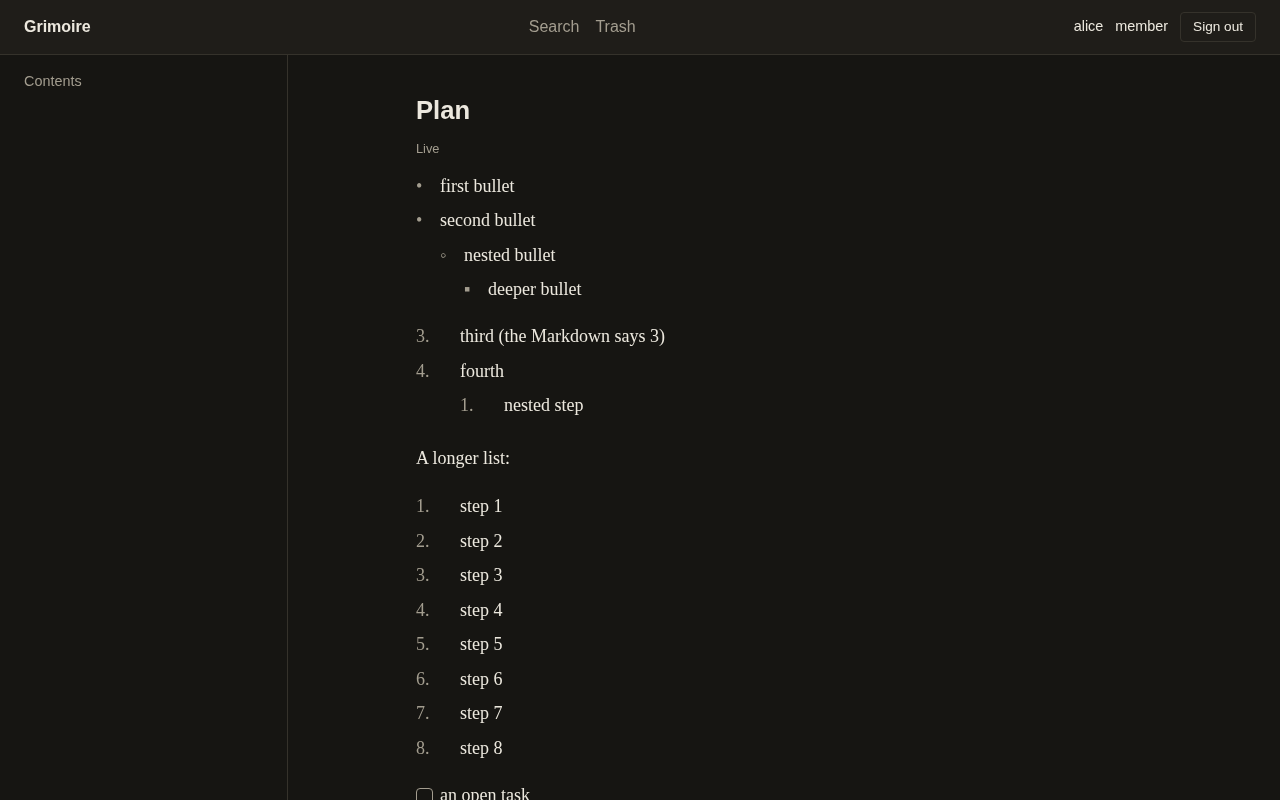 Grimoire
Search Trash
alice member Sign out
Contents
Plan
Live
• first bullet
• second bullet
◦ nested bullet
▪ deeper bullet
3. third (the Markdown says 3)
4. fourth
1. nested step
A longer list:
1. step 1
2. step 2
3. step 3
4. step 4
5. step 5
6. step 6
7. step 7
8. step 8
an open task